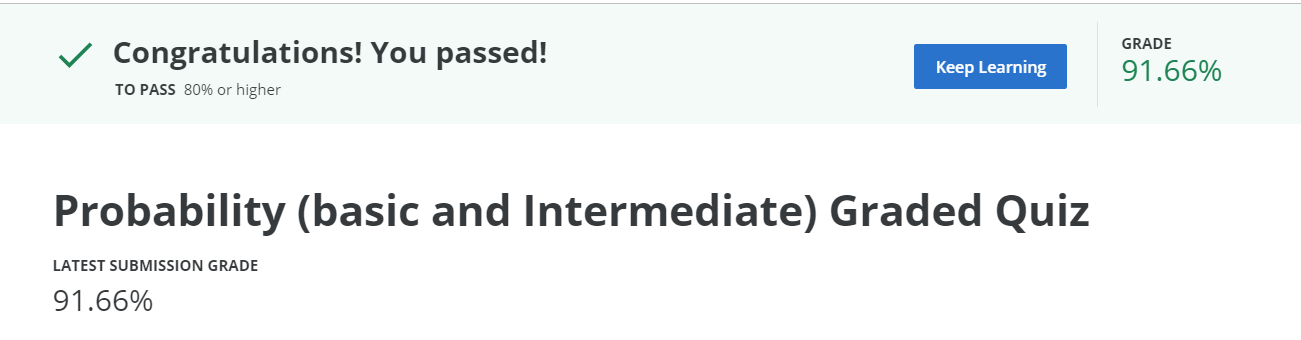 Congratulations! You passed!
TO PASS 80% or higher
Keep Learning
GRADE
91.66%
Probability (basic and Intermediate) Graded Quiz
LATEST SUBMISSION GRADE
91.66%